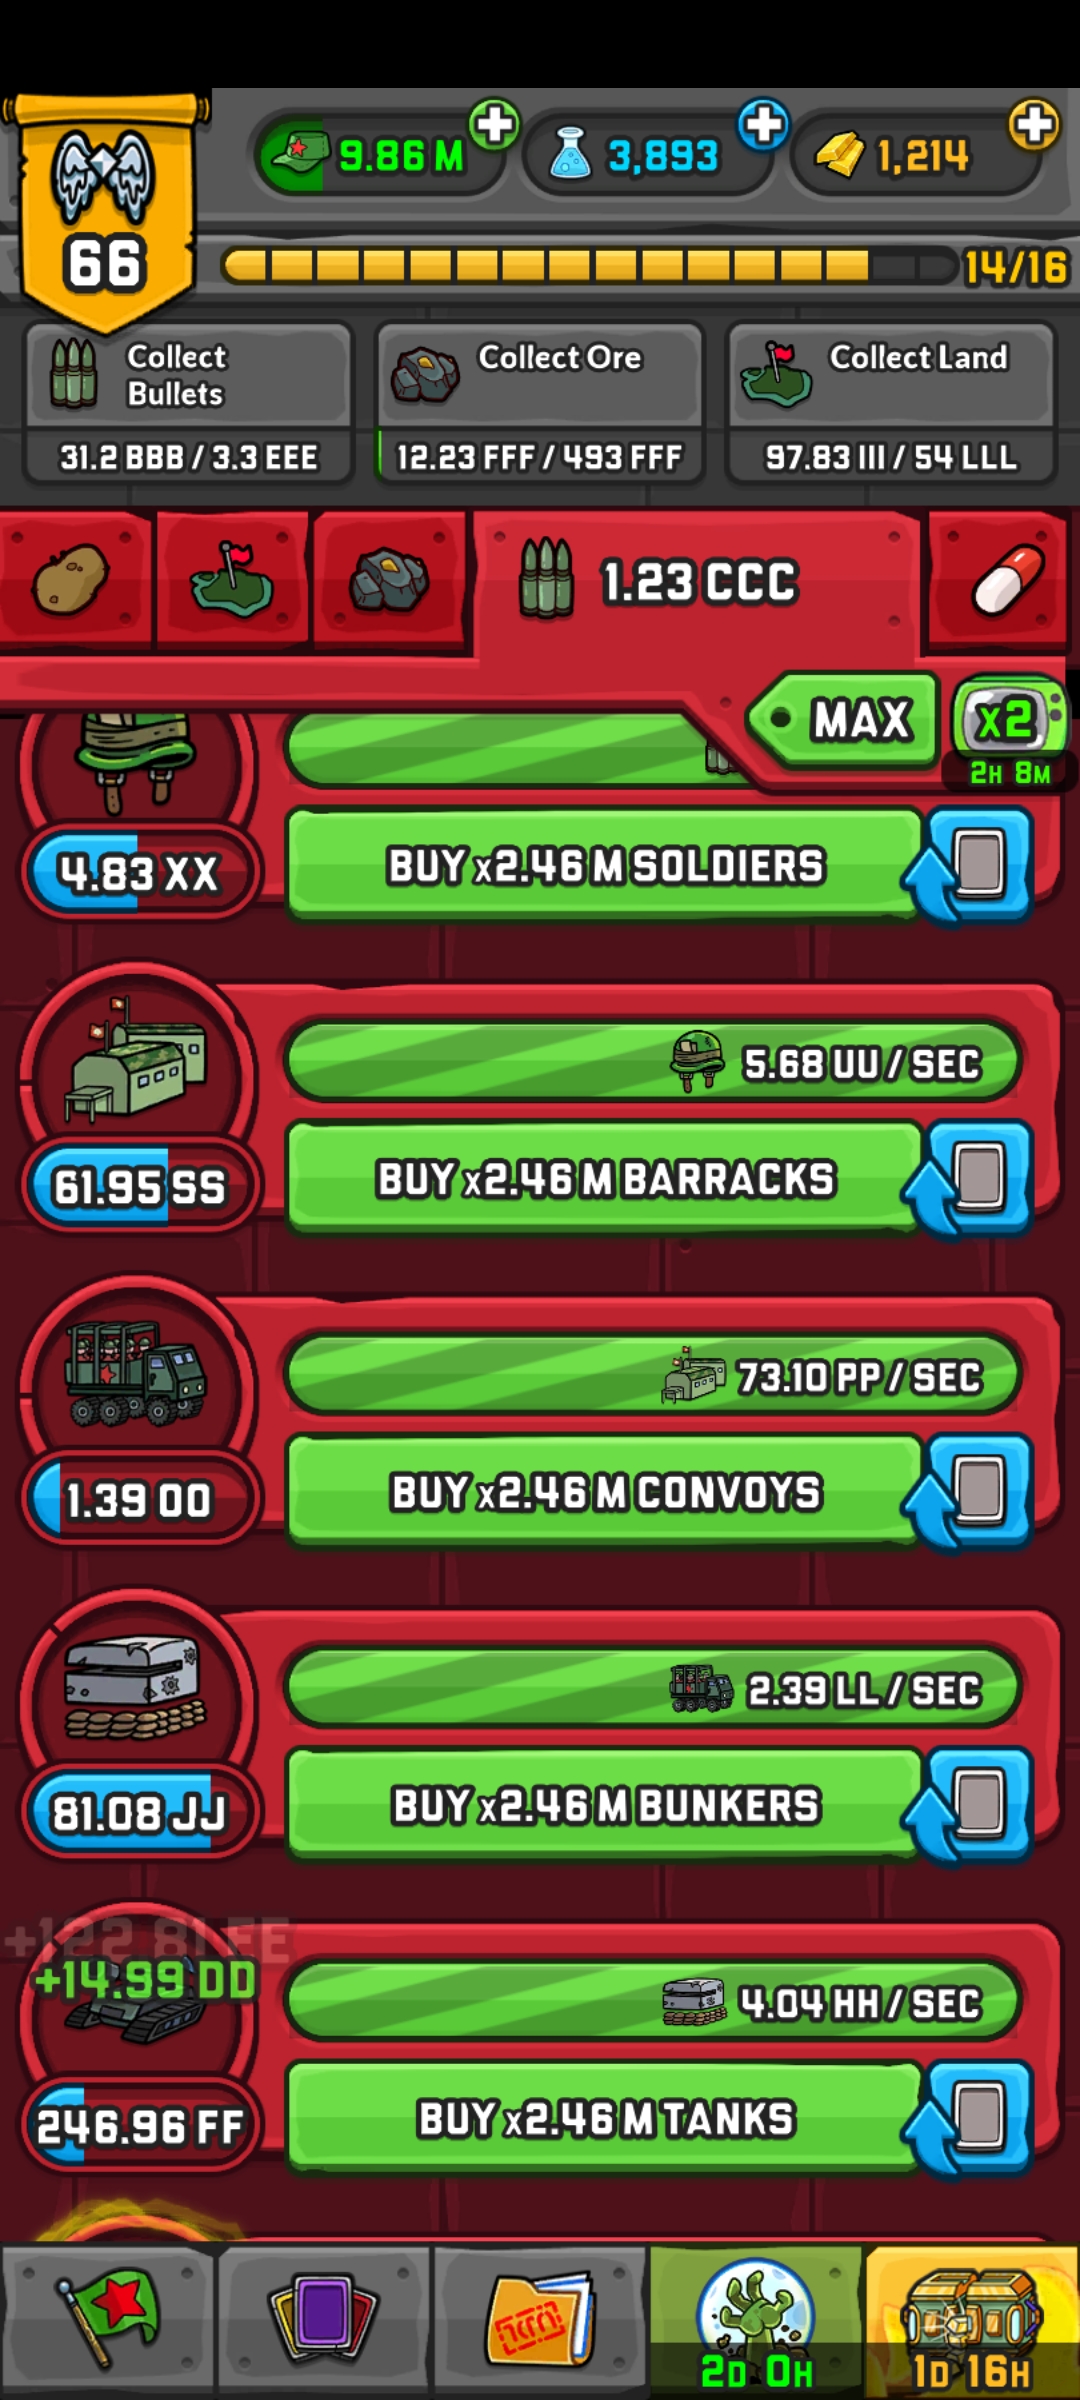 9.86 M
3,893
1,214
66
14/16
Collect
Bullets
31.2 BBB / 3.3 EEE
Collect Ore
12.23 FFF / 493 FFF
Collect Land
97.83 III / 54 LLL
1.23 CCC
MAX
x2
2H 8M
4.83 XX
BUY x2.46 M SOLDIERS
5.68 UU / SEC
61.95 SS
BUY x2.46 M BARRACKS
73.10 PP / SEC
1.39 OO
BUY x2.46 M CONVOYS
2.39 LL / SEC
81.08 JJ
BUY x2.46 M BUNKERS
+14.99 DD
4.04 HH / SEC
246.96 FF
BUY x2.46 M TANKS
2D 0H
1D 16H